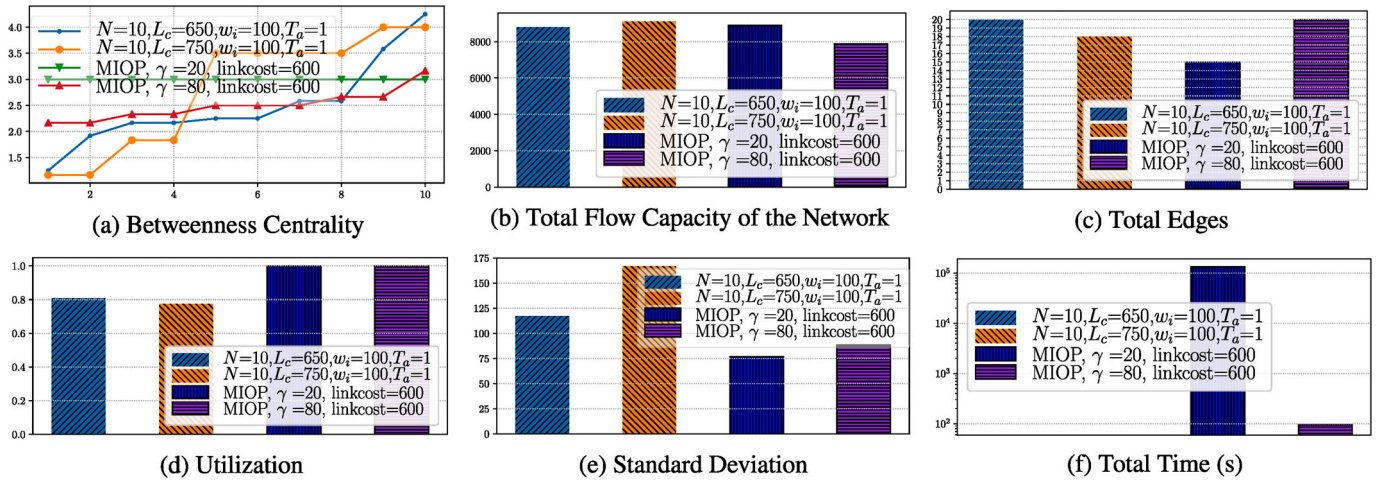 4.0
3.5
3.0
2.5
2.0
1.5
2
4
6
8
10
N=10,L_c=650,w_i=100,T_a=1
N=10,L_c=750,w_i=100,T_a=1
MIOP, γ =20, linkcost=600
MIOP, γ =80, linkcost=600
(a) Betweenness Centrality
8000
6000
4000
2000
0
N=10,L_c=650,w_i=100,T_a=1
N=10,L_c=750,w_i=100,T_a=1
MIOP, γ =20, linkcost=600
MIOP, γ =80, linkcost=600
(b) Total Flow Capacity of the Network
20
19
18
17
16
15
14
13
12
11
10
9
8
7
6
5
4
3
2
1
0
N=10,L_c=650,w_i=100,T_a=1
N=10,L_c=750,w_i=100,T_a=1
MIOP, γ =20, linkcost=600
MIOP, γ =80, linkcost=600
(c) Total Edges
1.0
0.8
0.6
0.4
0.2
0.0
N=10,L_c=650,w_i=100,T_a=1
N=10,L_c=750,w_i=100,T_a=1
MIOP, γ =20, linkcost=600
MIOP, γ =80, linkcost=600
(d) Utilization
175
150
125
100
75
50
25
0
N=10,L_c=650,w_i=100,T_a=1
N=10,L_c=750,w_i=100,T_a=1
MIOP, γ =20, linkcost=600
MIOP, γ =80, linkcost=600
(e) Standard Deviation
10^5
10^4
10^3
10^2
N=10,L_c=650,w_i=100,T_a=1
N=10,L_c=750,w_i=100,T_a=1
MIOP, γ =20, linkcost=600
MIOP, γ =80, linkcost=600
(f) Total Time (s)